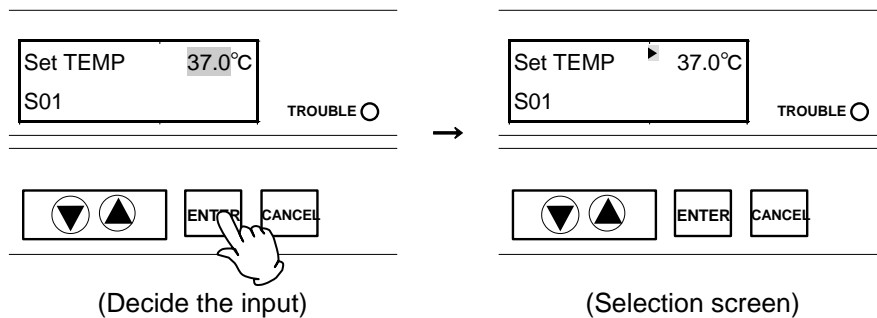 Set TEMP 37.0°C
S01
TROUBLE
ENTER CANCEL
(Decide the input)
→
Set TEMP 37.0°C
S01
TROUBLE
ENTER CANCEL
(Selection screen)